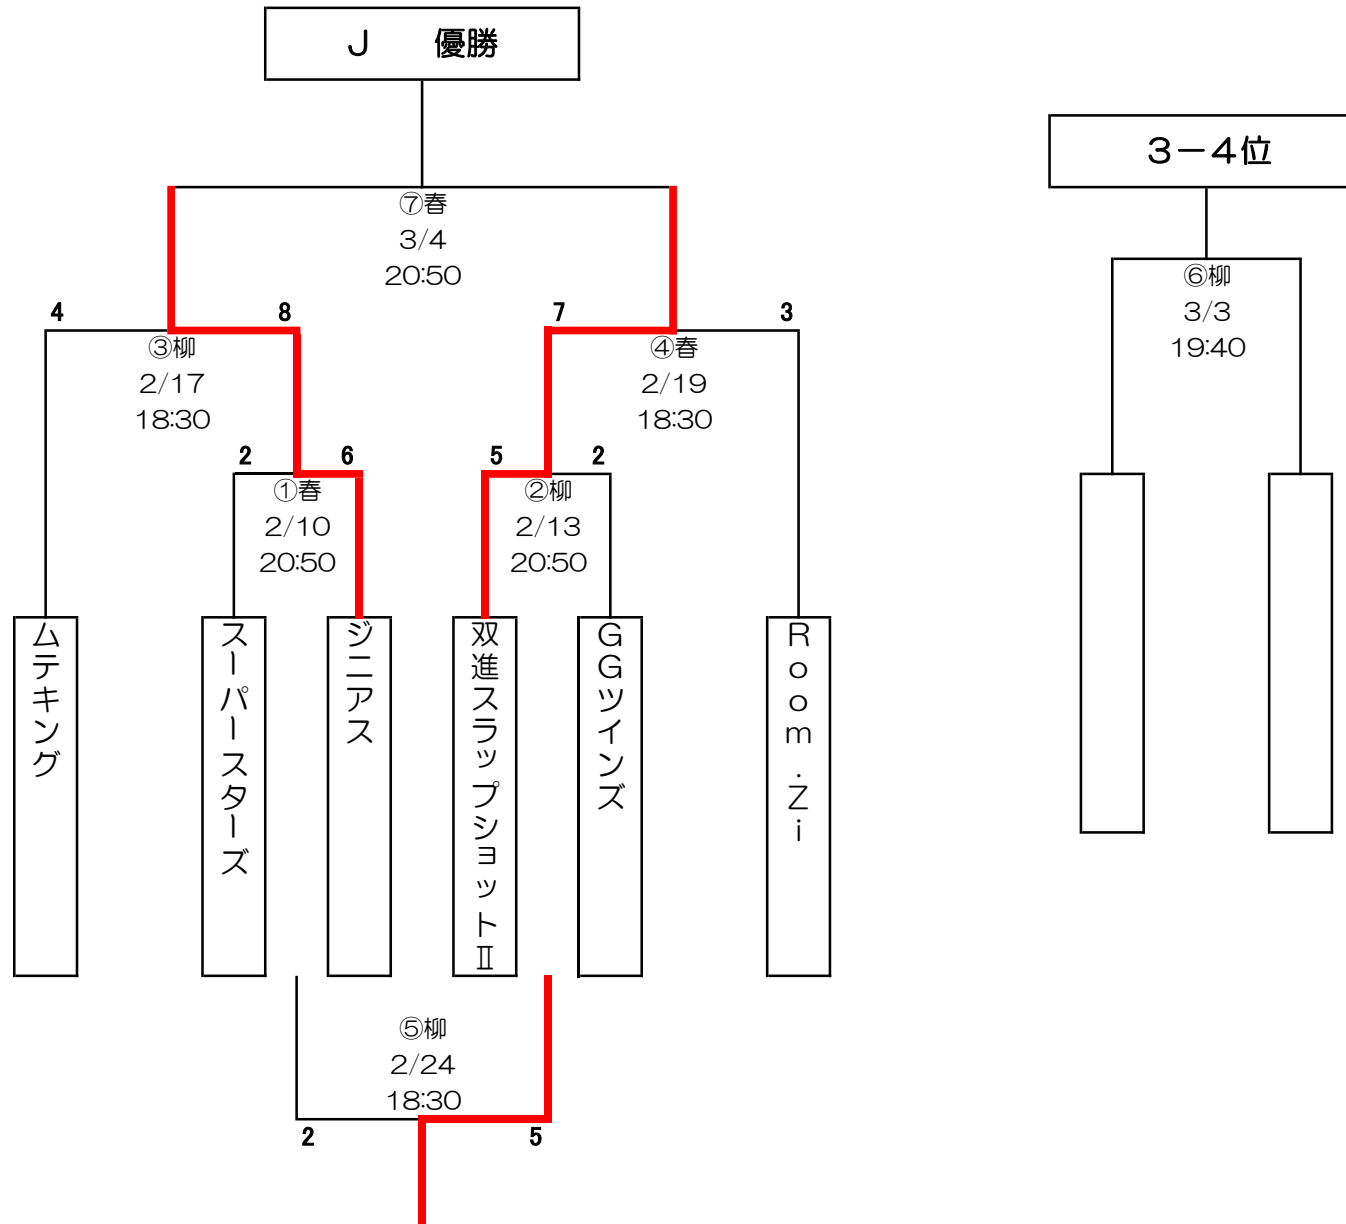 J 優勝
3－4位
⑦春
3/4
20:50
⑥柳
3/3
19:40
4
8
7
3
③柳
2/17
18:30
④春
2/19
18:30
2
6
5
2
①春
2/10
20:50
②柳
2/13
20:50
ムテキング
スーパースターズ
ジニアス
双進スラップショットⅡ
GGツインズ
Room.Zi
⑤柳
2/24
18:30
2
5